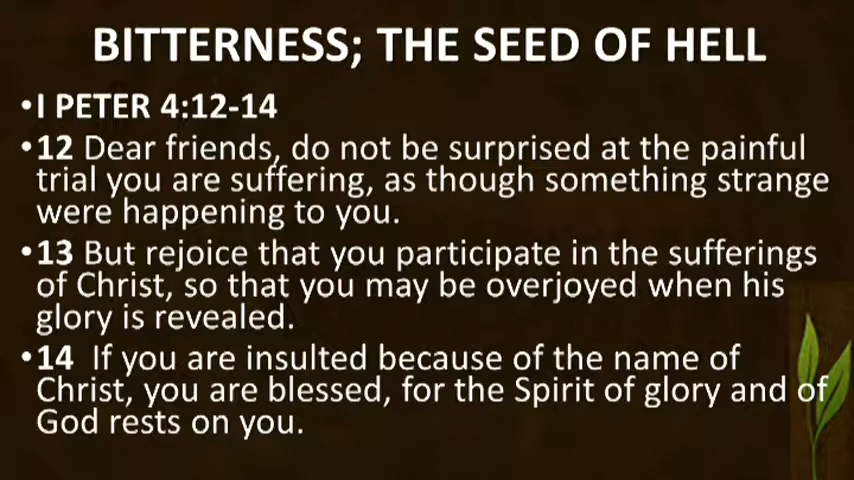 BITTERNESS; THE SEED OF HELL
•I PETER 4:12-14
•12 Dear friends, do not be surprised at the painful
trial you are suffering, as though something strange
were happening to you.
•13 But rejoice that you participate in the sufferings
of Christ, so that you may be overjoyed when his
glory is revealed.
•14 If you are insulted because of the name of
Christ, you are blessed, for the Spirit of glory and of
God rests on you.